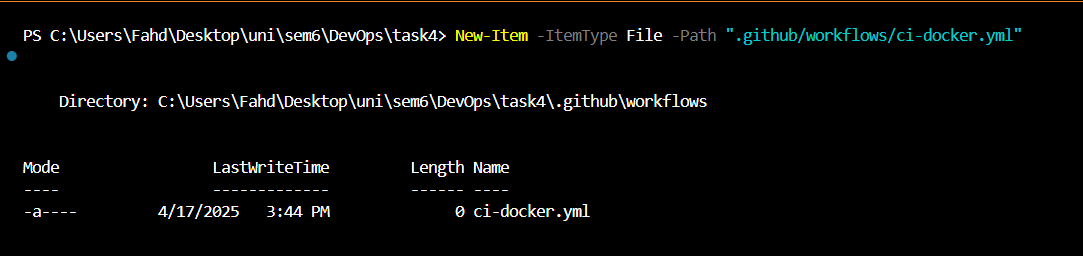 PS C:\Users\Fahd\Desktop\uni\sem6\DevOps\task4> New-Item -ItemType File -Path ".github/workflows/ci-docker.yml"
Directory: C:\Users\Fahd\Desktop\uni\sem6\DevOps\task4\.github\workflows
Mode LastWriteTime Length Name
---- ------------- ------ ----
-a---- 4/17/2025 3:44 PM 0 ci-docker.yml